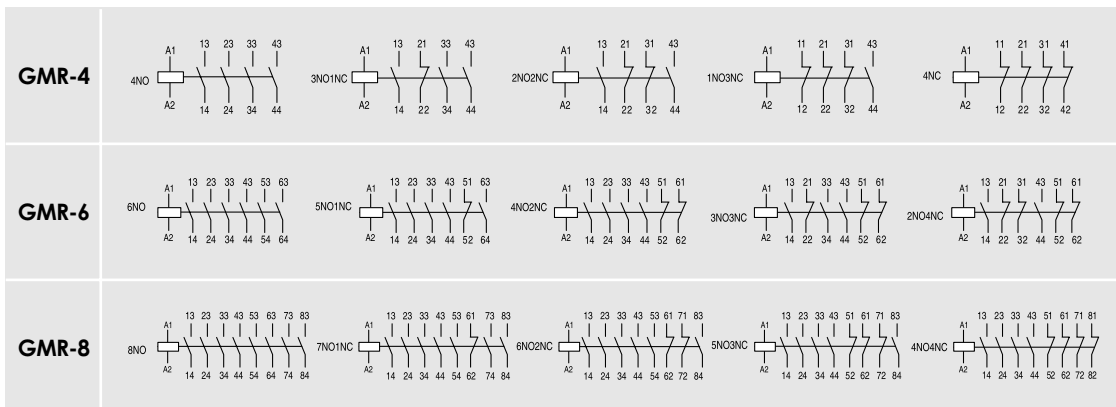 GMR-4
A1 13 23 33 43
4NO
A2 14 24 34 44
A1 13 21 33 43
3NO1NC
A2 14 22 34 44
A1 13 21 31 43
2NO2NC
A2 14 22 32 44
A1 11 21 31 43
1NO3NC
A2 12 22 32 44
A1 11 21 31 41
4NC
A2 12 22 32 42
GMR-6
A1 13 23 33 43 53 63
6NO
A2 14 24 34 44 54 64
A1 13 23 33 43 51 63
5NO1NC
A2 14 24 34 44 52 64
A1 13 23 33 43 51 61
4NO2NC
A2 14 24 34 44 52 62
A1 13 21 33 43 51 61
3NO3NC
A2 14 22 34 44 52 62
A1 13 21 31 43 51 61
2NO4NC
A2 14 22 32 44 52 62
GMR-8
A1 13 23 33 43 53 63 73 83
8NO
A2 14 24 34 44 54 64 74 84
A1 13 23 33 43 53 61 73 83
7NO1NC
A2 14 24 34 44 54 62 74 84
A1 13 23 33 43 53 61 71 83
6NO2NC
A2 14 24 34 44 54 62 72 84
A1 13 23 33 43 51 61 71 83
5NO3NC
A2 14 24 34 44 52 62 72 84
A1 13 23 33 43 51 61 71 81
4NO4NC
A2 14 24 34 44 52 62 72 82